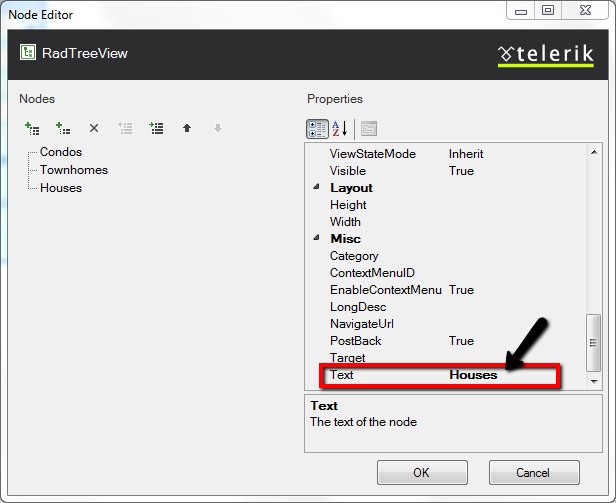 Node Editor
RadTreeView
telerik
Nodes
Condos
Townhomes
Houses
Properties
A
Z
ViewStateMode Inherit
Visible True
Layout
Height
Width
Misc
Category
ContextMenuID
EnableContextMenu True
LongDesc
NavigateUrl
PostBack True
Target
Text Houses
Text
The text of the node
OK Cancel